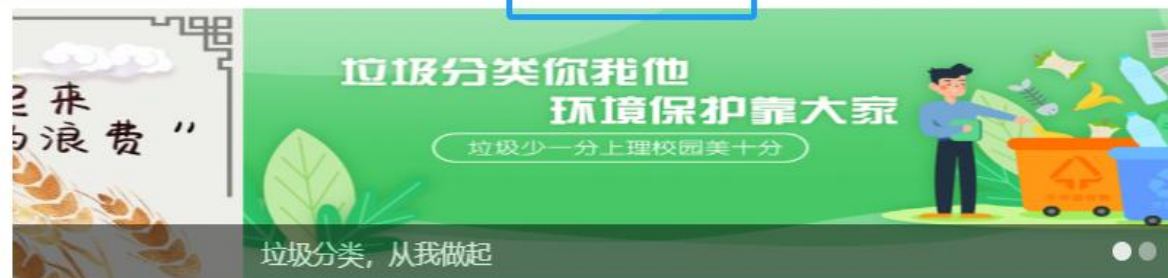 来
浪费”
垃圾分类你我他
环境保护靠大家
垃圾少一分上理校园美十分
垃圾分类，从我做起